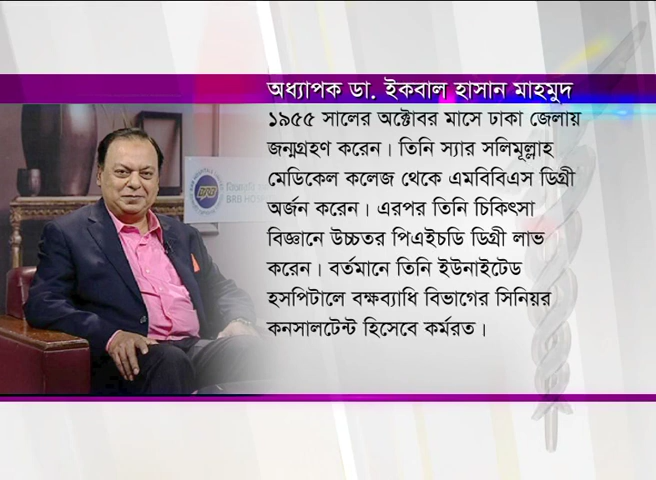 অধ্যাপক ডা. ইকবাল হাসান মাহমুদ
১৯৫৫ সালের অক্টোবর মাসে ঢাকা জেলায়
জন্মগ্রহণ করেন। তিনি স্যার সলিমূল্লাহ
মেডিকেল কলেজ থেকে এমবিবিএস ডিগ্রী
অর্জন করেন। এরপর তিনি চিকিৎসা
বিজ্ঞানে উচ্চতর পিএইচডি ডিগ্রী লাভ
করেন। বর্তমানে তিনি ইউনাইটেড
হসপিটালে বক্ষব্যাধি বিভাগের সিনিয়র
কনসালটেন্ট হিসেবে কর্মরত।
BRB